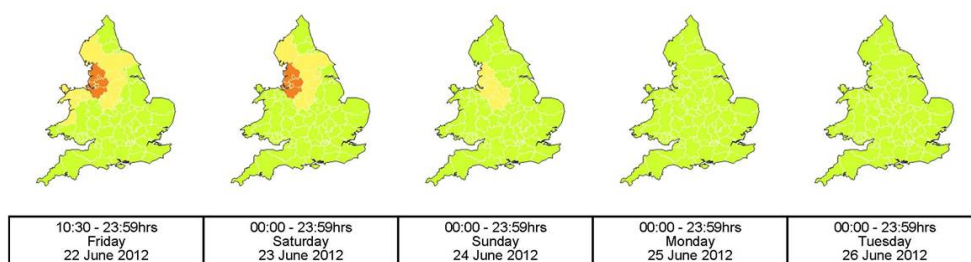 10:30 - 23:59hrs
Friday
22 June 2012
00:00 - 23:59hrs
Saturday
23 June 2012
00:00 - 23:59hrs
Sunday
24 June 2012
00:00 - 23:59hrs
Monday
25 June 2012
00:00 - 23:59hrs
Tuesday
26 June 2012